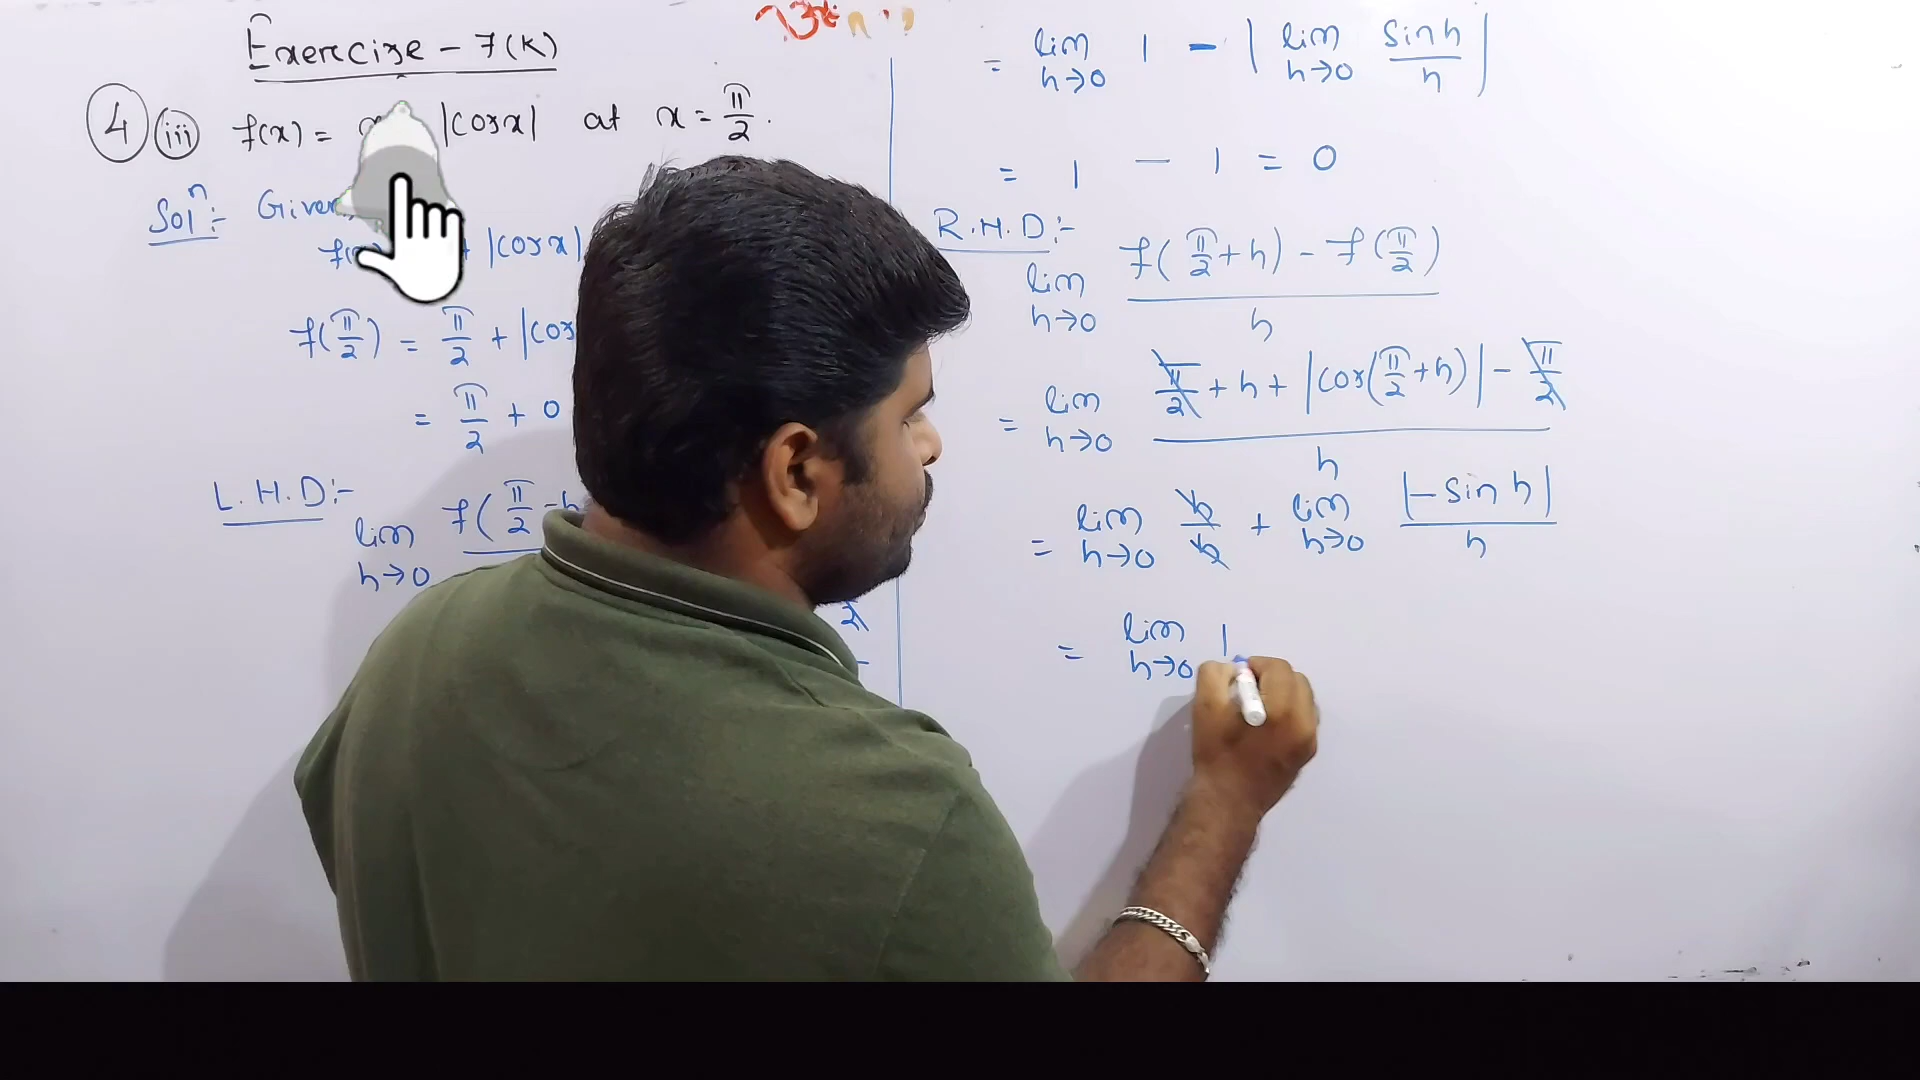 Exercise - 7(K)
4 (iii) f(x) = |cosx| at x = π/2.
Solⁿ:- Given
|cosx|
f(π/2) = π/2 + |cos
= π/2 + 0
L.H.D:-
lim h→0 f(π/2 - h
2
= lim h→0 1 - | lim h→0 sinh/h |
= 1 - 1 = 0
R.H.D:-
lim h→0 f(π/2+h) - f(π/2) / h
= lim h→0 π/2 + h + |cos(π/2+h)| - π/2 / h
= lim h→0 h/h + lim h→0 |-sin h| / h
= lim h→0 1